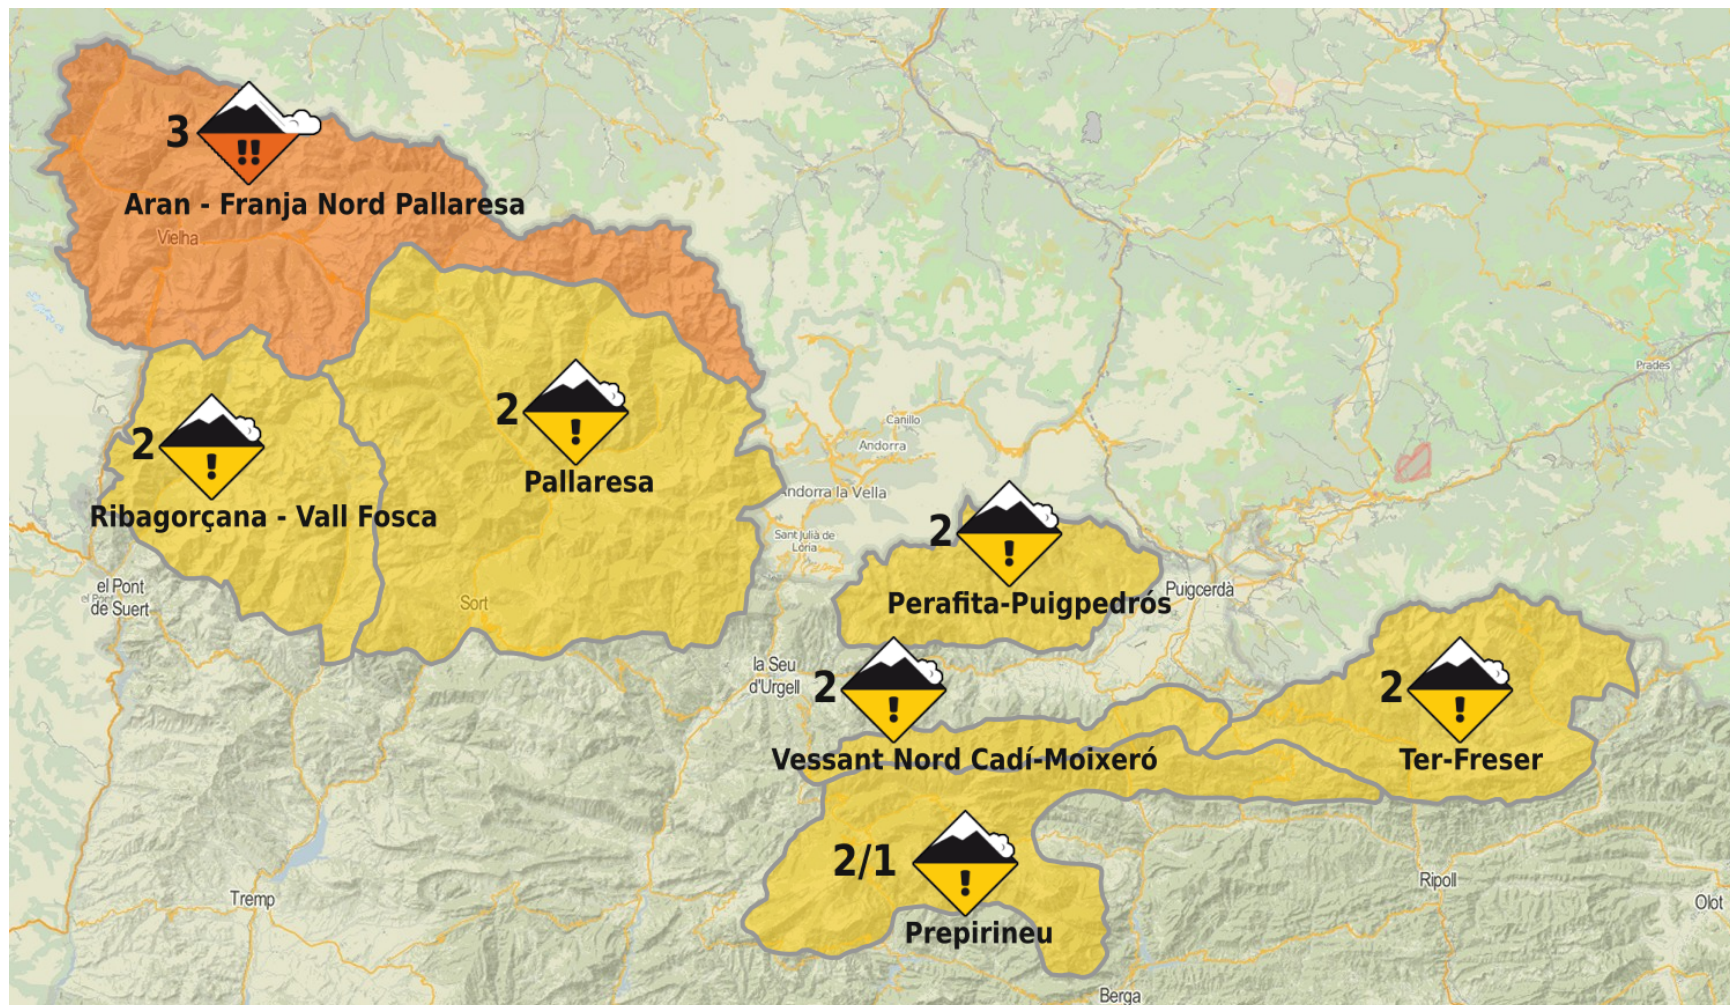 3
!!
Aran - Franja Nord Pallaresa
Vielha
2
!
Pallaresa
2
!
Ribagorçana - Vall Fosca
Prades
Canillo
Andorra
Andorra la Vella
Sant Julià de
Lòria
2
!
Perafita-Puigpedrós
Puigcerdà
el Pont
de Suert
Sort
la Seu
d'Urgell
2
!
Vessant Nord Cadí-Moixeró
2
!
Ter-Freser
2/1
!
Prepirineu
Tremp
Ripoll
Olot
Berga